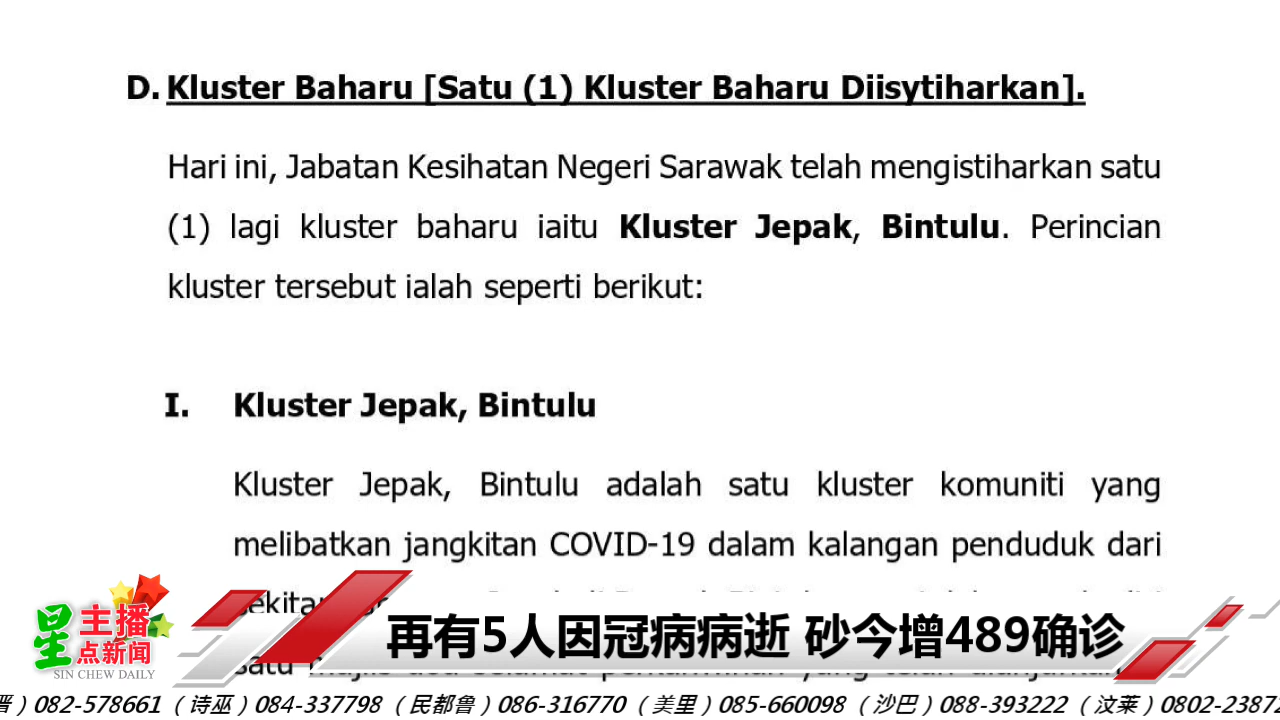 D. Kluster Baharu [Satu (1) Kluster Baharu Diisytiharkan].
Hari ini, Jabatan Kesihatan Negeri Sarawak telah mengistiharkan satu
(1) lagi kluster baharu iaitu Kluster Jepak, Bintulu. Perincian
kluster tersebut ialah seperti berikut:
I. Kluster Jepak, Bintulu
Kluster Jepak, Bintulu adalah satu kluster komuniti yang
melibatkan jangkitan COVID-19 dalam kalangan penduduk dari
satu
再有5人因冠病病逝 砂今增489确诊
星 主播
点新闻
SIN CHEW DAILY
晋）082-578661 （诗巫）084-337798 （民都鲁）086-316770 （美里）085-660098 （沙巴）088-393222 （汶莱）0802-23872